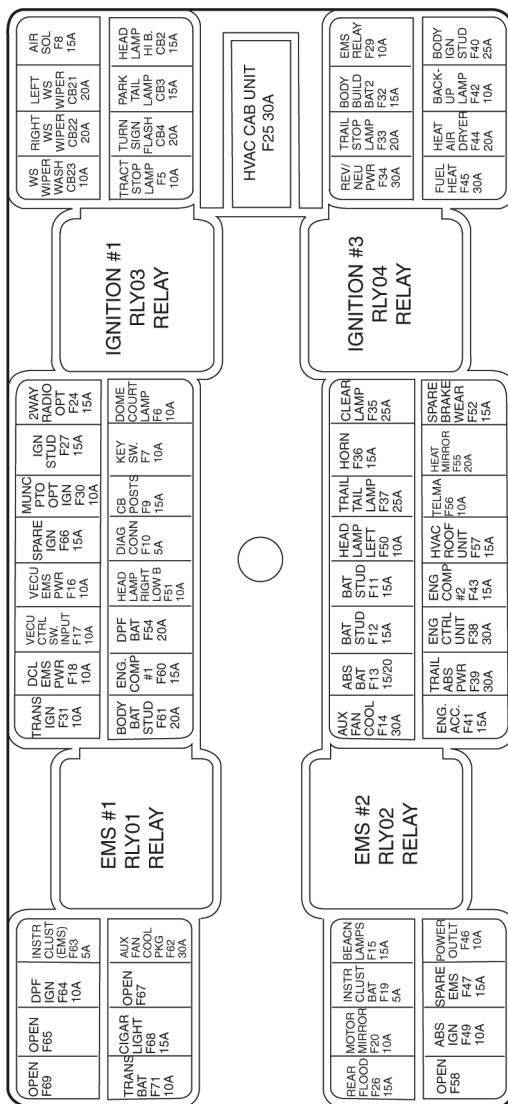 OPEN
F69
OPEN
F65
DPF
IGN
F64
10A
INSTR
CLUST
(EMS)
F63
5A
TRANS
BAT
F71
10A
CIGAR
LIGHT
F68
15A
OPEN
F67
AUX
FAN
COOL
PKG
F62
30A
EMS #1
RLY01
RELAY
TRANS
IGN
F31
10A
DCL
EMS
PWR
F18
10A
VECU
CTRL
SW.
INPUT
F17
10A
VECU
EMS
PWR
F16
10A
SPARE
IGN
F66
15A
MUNC
PTO
OPT
IGN
F30
10A
IGN
STUD
F27
15A
2WAY
RADIO
OPT
F24
15A
BODY
BAT
STUD
F61
20A
ENG.
COMP
#1
F60
15A
DPF
BAT
F54
20A
HEAD
LAMP
RIGHT
LOW B
F51
10A
DIAG
CONN
F10
5A
CB
POSTS
F9
15A
KEY
SW.
F7
10A
DOME
COURT
LAMP
F6
10A
IGNITION #1
RLY03
RELAY
WS
WIPER
WASH
CB23
10A
RIGHT
WS
WIPER
CB22
20A
LEFT
WS
WIPER
CB21
20A
AIR
SOL
F8
15A
TRACT
STOP
LAMP
F5
10A
TURN
SIGN
FLASH
CB4
20A
PARK
TAIL
LAMP
CB3
15A
HEAD
LAMP
HI B.
CB2
15A
HVAC CAB UNIT
F25 30A
REAR
FLOOD
F26
15A
MOTOR
MIRROR
F20
10A
INSTR
CLUST
BAT
F19
5A
BEACN
LAMPS
F15
15A
OPEN
F58
ABS
IGN
F49
10A
SPARE
EMS
F47
15A
POWER
OUTLT
F46
10A
EMS #2
RLY02
RELAY
AUX
FAN
COOL
F14
30A
ABS
BAT
F13
15/20
BAT
STUD
F12
15A
BAT
STUD
F11
15A
HEAD
LAMP
LEFT
F50
10A
TRAIL
TAIL
LAMP
F37
25A
HORN
F36
15A
CLEAR
LAMP
F35
25A
ENG.
ACC.
F41
15A
TRAIL
ABS
PWR
F39
30A
ENG
CTRL
UNIT
F38
30A
ENG
COMP
#2
F43
15A
HVAC
ROOF
UNIT
F57
15A
TELMA
F56
10A
HEAT
MIRROR
F55
20A
SPARE
BRAKE
WEAR
F52
15A
IGNITION #3
RLY04
RELAY
REV/
NEU
PWR
F34
30A
TRAIL
STOP
LAMP
F33
20A
BODY
BUILD
BAT2
F32
15A
EMS
RELAY
F29
10A
FUEL
HEAT
F45
30A
HEAT
AIR
DRYER
F44
20A
BACK-
UP
LAMP
F42
10A
BODY
IGN
STUD
F40
25A